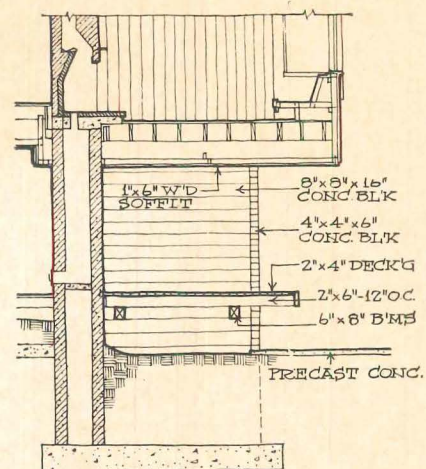 1"x6" W'D
SOFFIT
8"x8"x16"
CONC. BL'K
4"x4"x6"
CONC. BLK
2"x4" DECK'G
2"x6"-12"O.C.
6"x8" B'MS
PRECAST CONC.